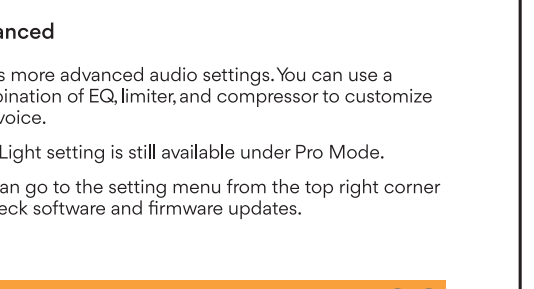 anced
s more advanced audio settings. You can use a
bination of EQ, limiter, and compressor to customize
voice.
Light setting is still available under Pro Mode.
an go to the setting menu from the top right corner
eck software and firmware updates.